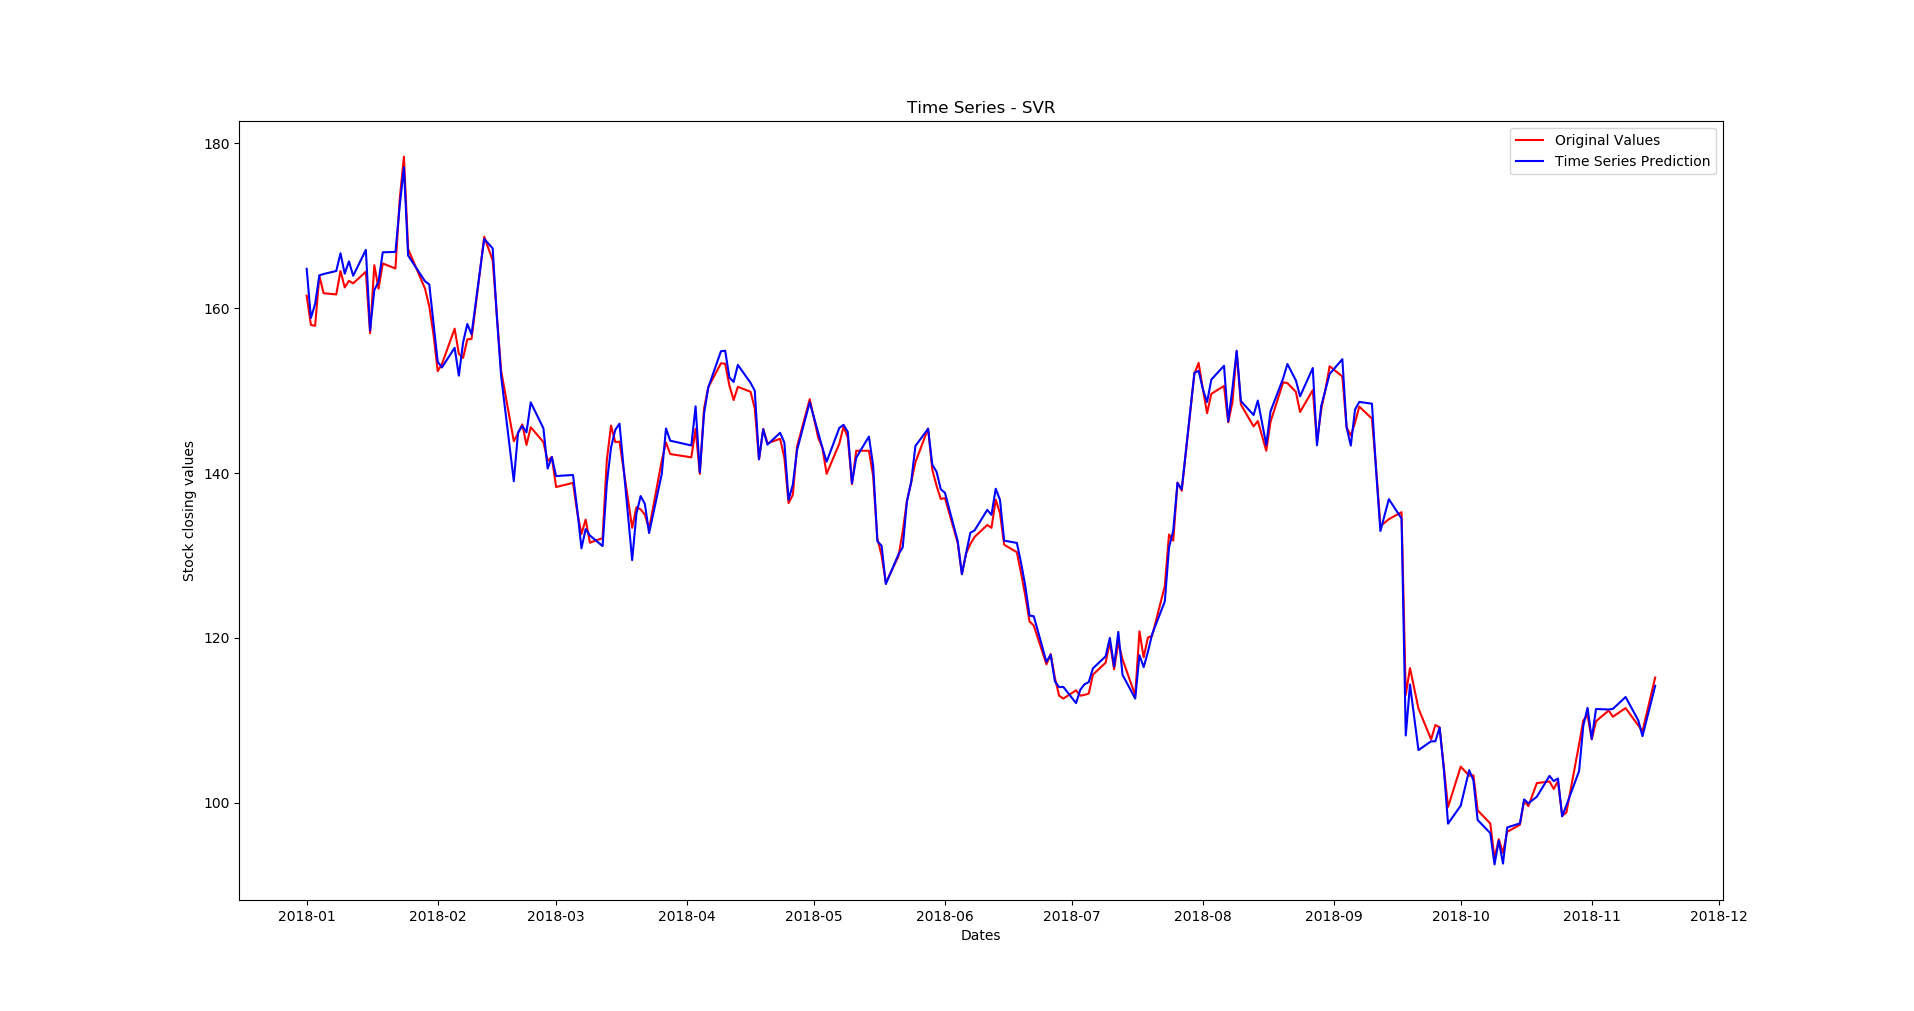 Time Series - SVR
Original Values
Time Series Prediction
180
160
140
120
100
Stock closing values
2018-01 2018-02 2018-03 2018-04 2018-05 2018-06 2018-07 2018-08 2018-09 2018-10 2018-11 2018-12
Dates